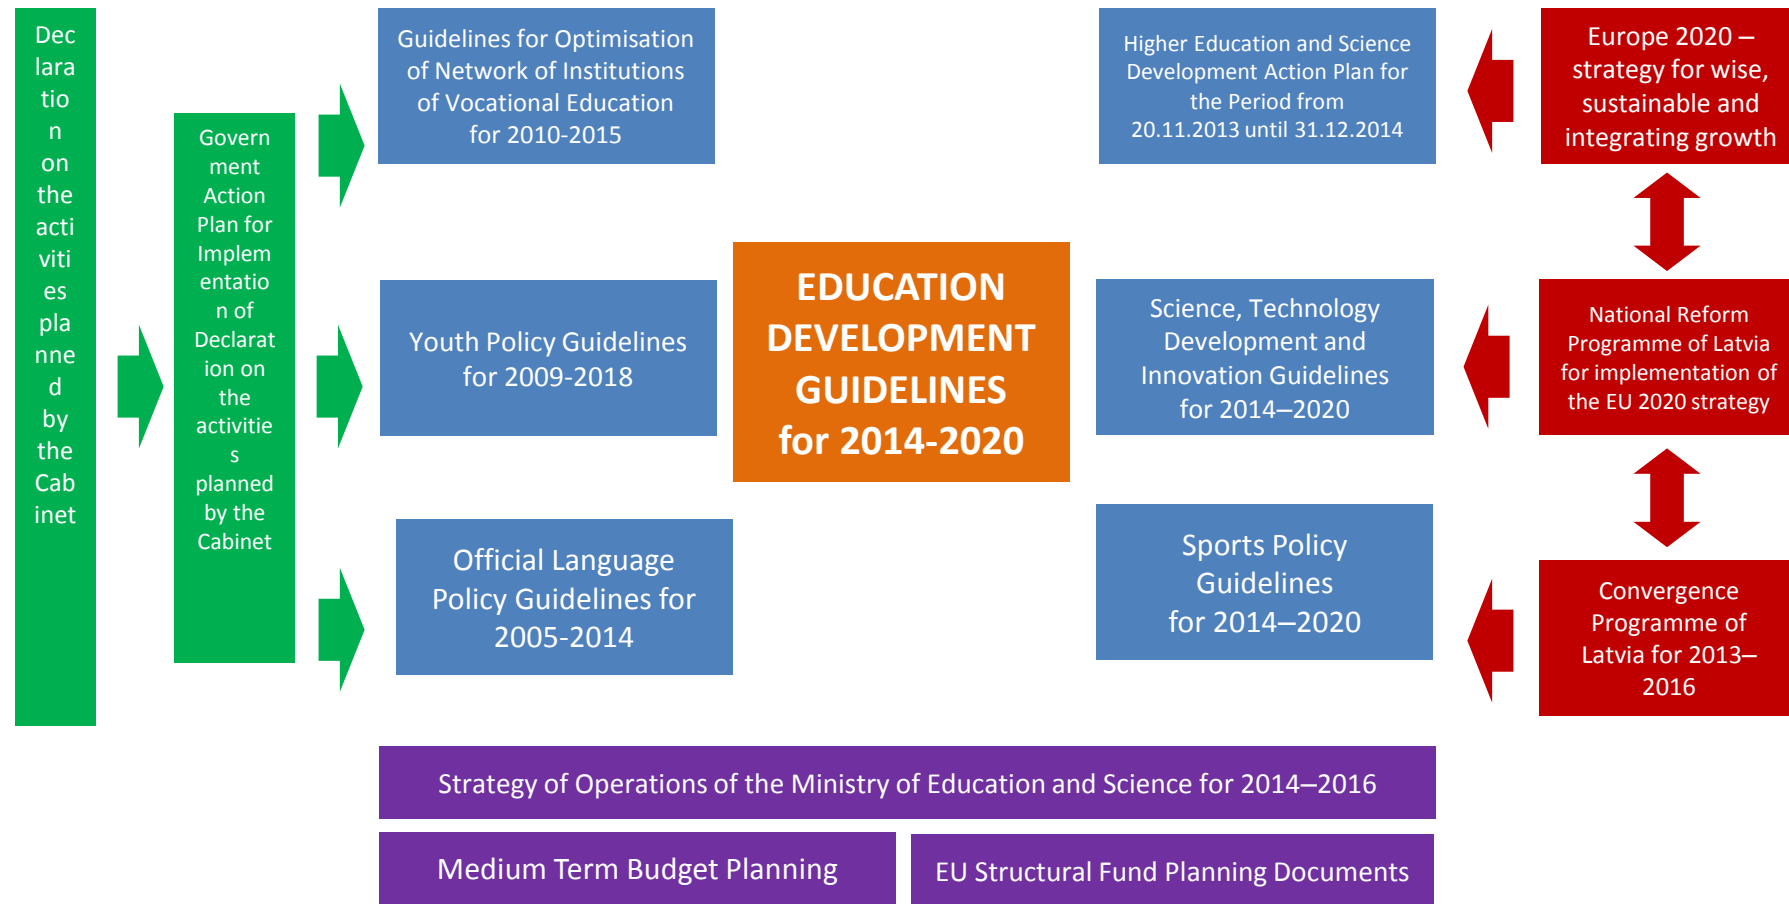 Dec
lara
tio
n
on
the
acti
viti
es
pla
nne
d
by
the
Cab
inet
Govern
ment
Action
Plan for
Implem
entatio
n of
Declarat
ion on
the
activitie
s
planned
by the
Cabinet
Guidelines for Optimisation
of Network of Institutions
of Vocational Education
for 2010-2015
Youth Policy Guidelines
for 2009-2018
Official Language
Policy Guidelines for
2005-2014
EDUCATION
DEVELOPMENT
GUIDELINES
for 2014-2020
Higher Education and Science
Development Action Plan for
the Period from
20.11.2013 until 31.12.2014
Science, Technology
Development and
Innovation Guidelines
for 2014–2020
Sports Policy
Guidelines
for 2014–2020
Europe 2020 –
strategy for wise,
sustainable and
integrating growth
National Reform
Programme of Latvia
for implementation of
the EU 2020 strategy
Convergence
Programme of
Latvia for 2013–
2016
Strategy of Operations of the Ministry of Education and Science for 2014–2016
Medium Term Budget Planning
EU Structural Fund Planning Documents